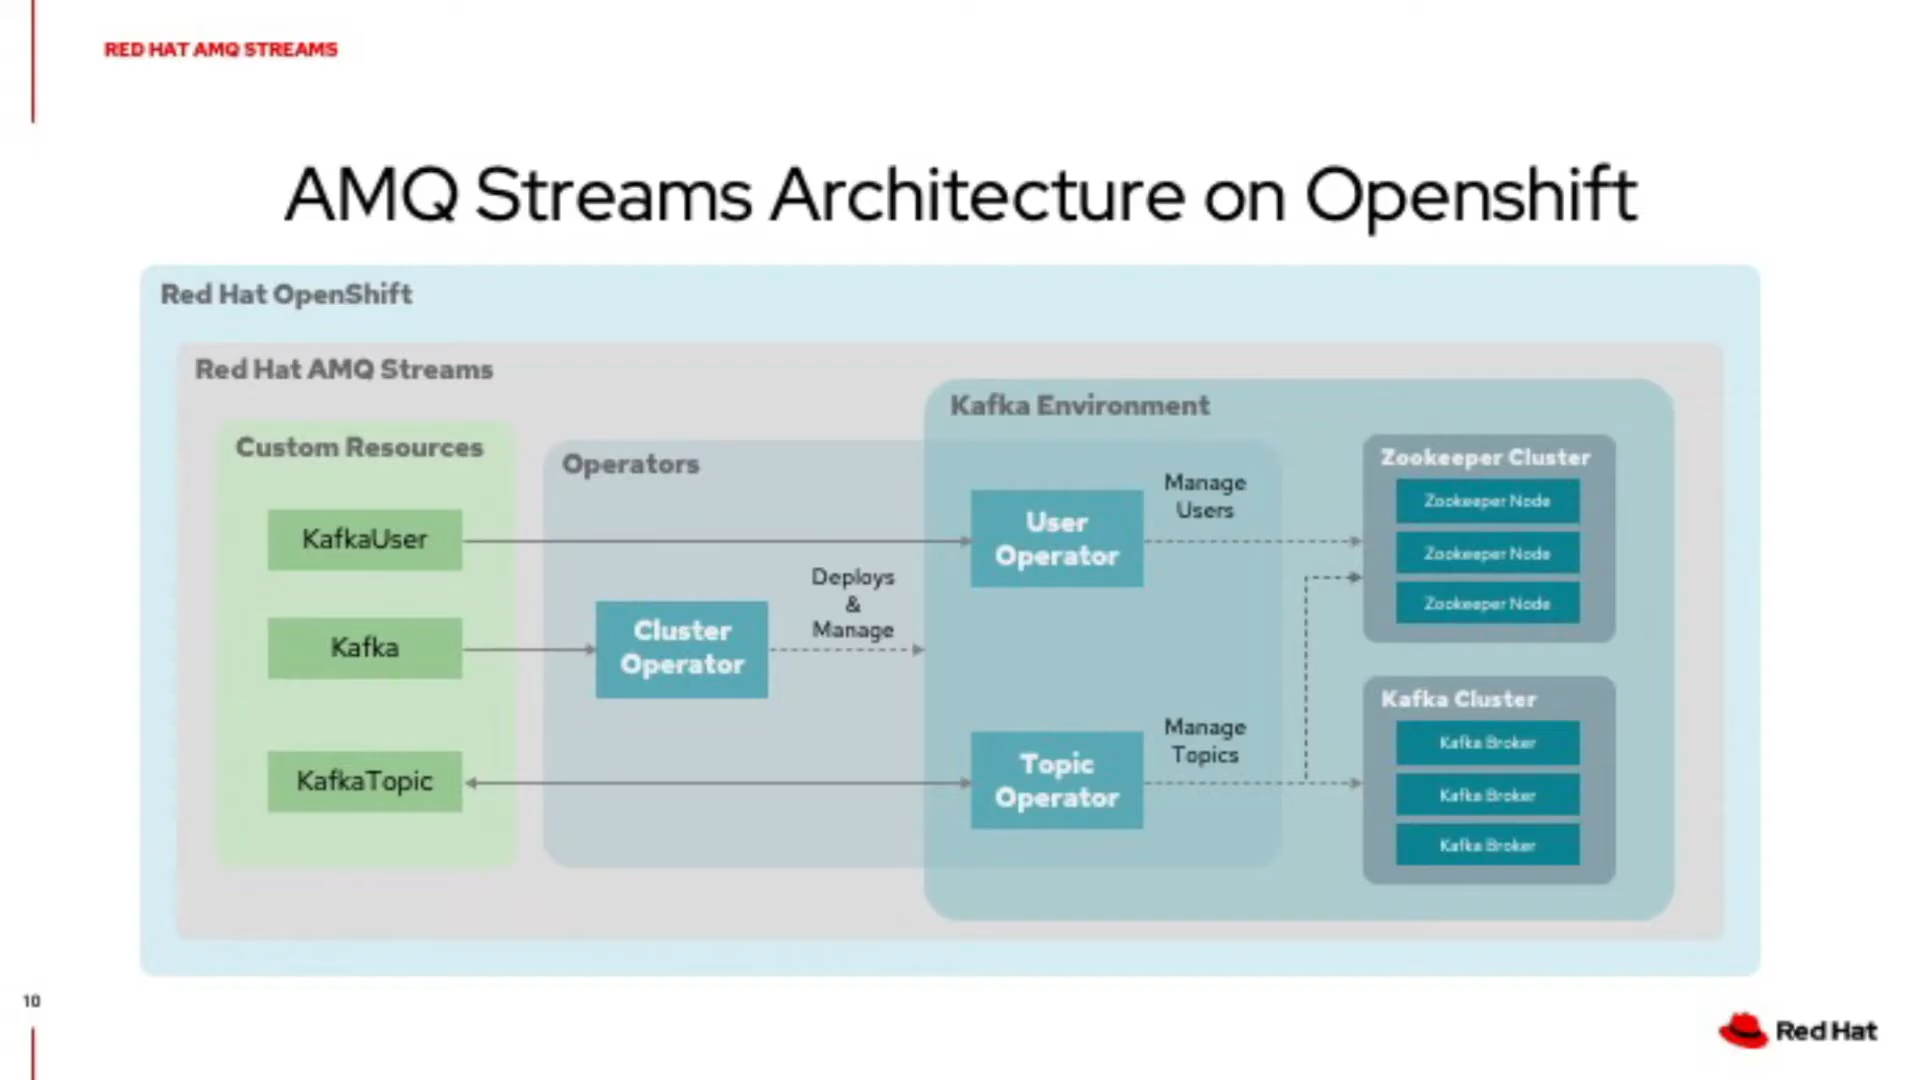 RED HAT AMQ STREAMS
AMQ Streams Architecture on Openshift
Red Hat OpenShift
Red Hat AMQ Streams
Custom Resources
KafkaUser
Kafka
KafkaTopic
Operators
Cluster
Operator
Deploys
&
Manage
Kafka Environment
User
Operator
Manage
Users
Topic
Operator
Manage
Topics
Zookeeper Cluster
Zookeeper Node
Zookeeper Node
Zookeeper Node
Kafka Cluster
Kafka Broker
Kafka Broker
Kafka Broker
10
Red Hat